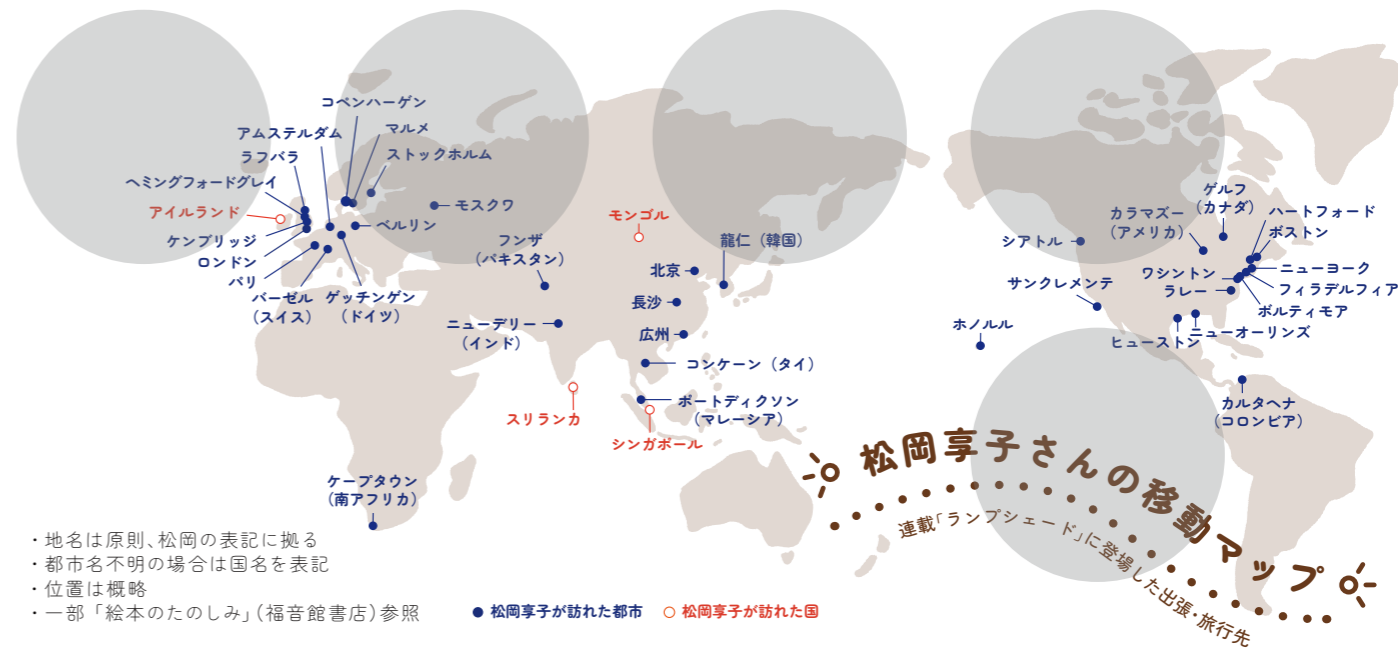 コペンハーゲン
アムステルダム
マルメ
ラフバラ
ストックホルム
ヘミングフォードグレイ
アイルランド
モスクワ
ケンブリッジ
ベルリン
ロンドン
パリ
バーゼル
（スイス）
ゲッチンゲン
（ドイツ）
フンザ
（パキスタン）
ニューデリー
（インド）
スリランカ
モンゴル
龍仁（韓国）
北京
長沙
広州
コンケーン（タイ）
ポートディクソン
（マレーシア）
シンガポール
ケープタウン
（南アフリカ）
ゲルフ
（カナダ）
カラマズー
（アメリカ）
ハートフォード
ボストン
シアトル
ワシントン
ニューヨーク
サンクレメンテ
ラレー
フィラデルフィア
ボルティモア
ホノルル
ニューオーリンズ
ヒューストン
カルタヘナ
（コロンビア）
松岡享子さんの移動マップ
連載「ランプシェード」に登場した出張・旅行先
・地名は原則、松岡の表記に拠る
・都市名不明の場合は国名を表記
・位置は概略
・一部「絵本のたのしみ」（福音館書店）参照
松岡享子が訪れた都市
松岡享子が訪れた国